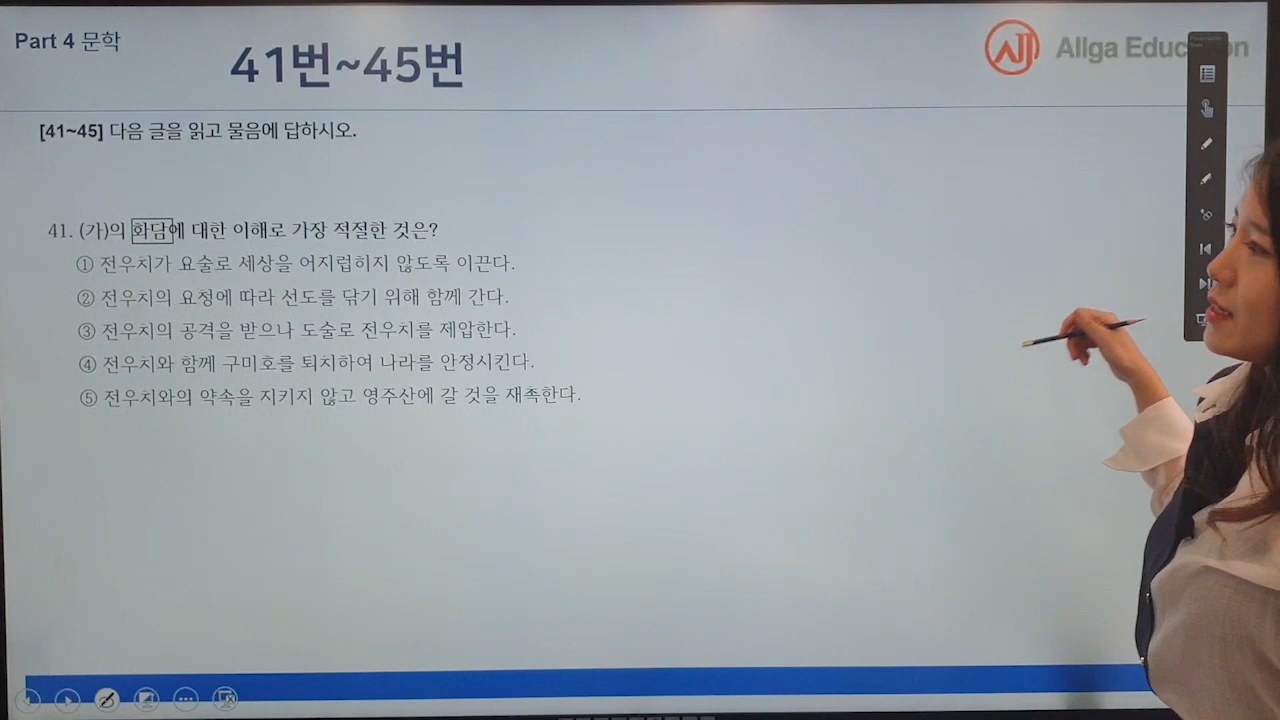 Part 4 문학
41번~45번
Allga Education
[41~45] 다음 글을 읽고 물음에 답하시오.
41. (가)의 화담에 대한 이해로 가장 적절한 것은?
① 전우치가 요술로 세상을 어지럽히지 않도록 이끈다.
② 전우치의 요청에 따라 선도를 닦기 위해 함께 간다.
③ 전우치의 공격을 받으나 도술로 전우치를 제압한다.
④ 전우치와 함께 구미호를 퇴치하여 나라를 안정시킨다.
⑤ 전우치와의 약속을 지키지 않고 영주산에 갈 것을 재촉한다.